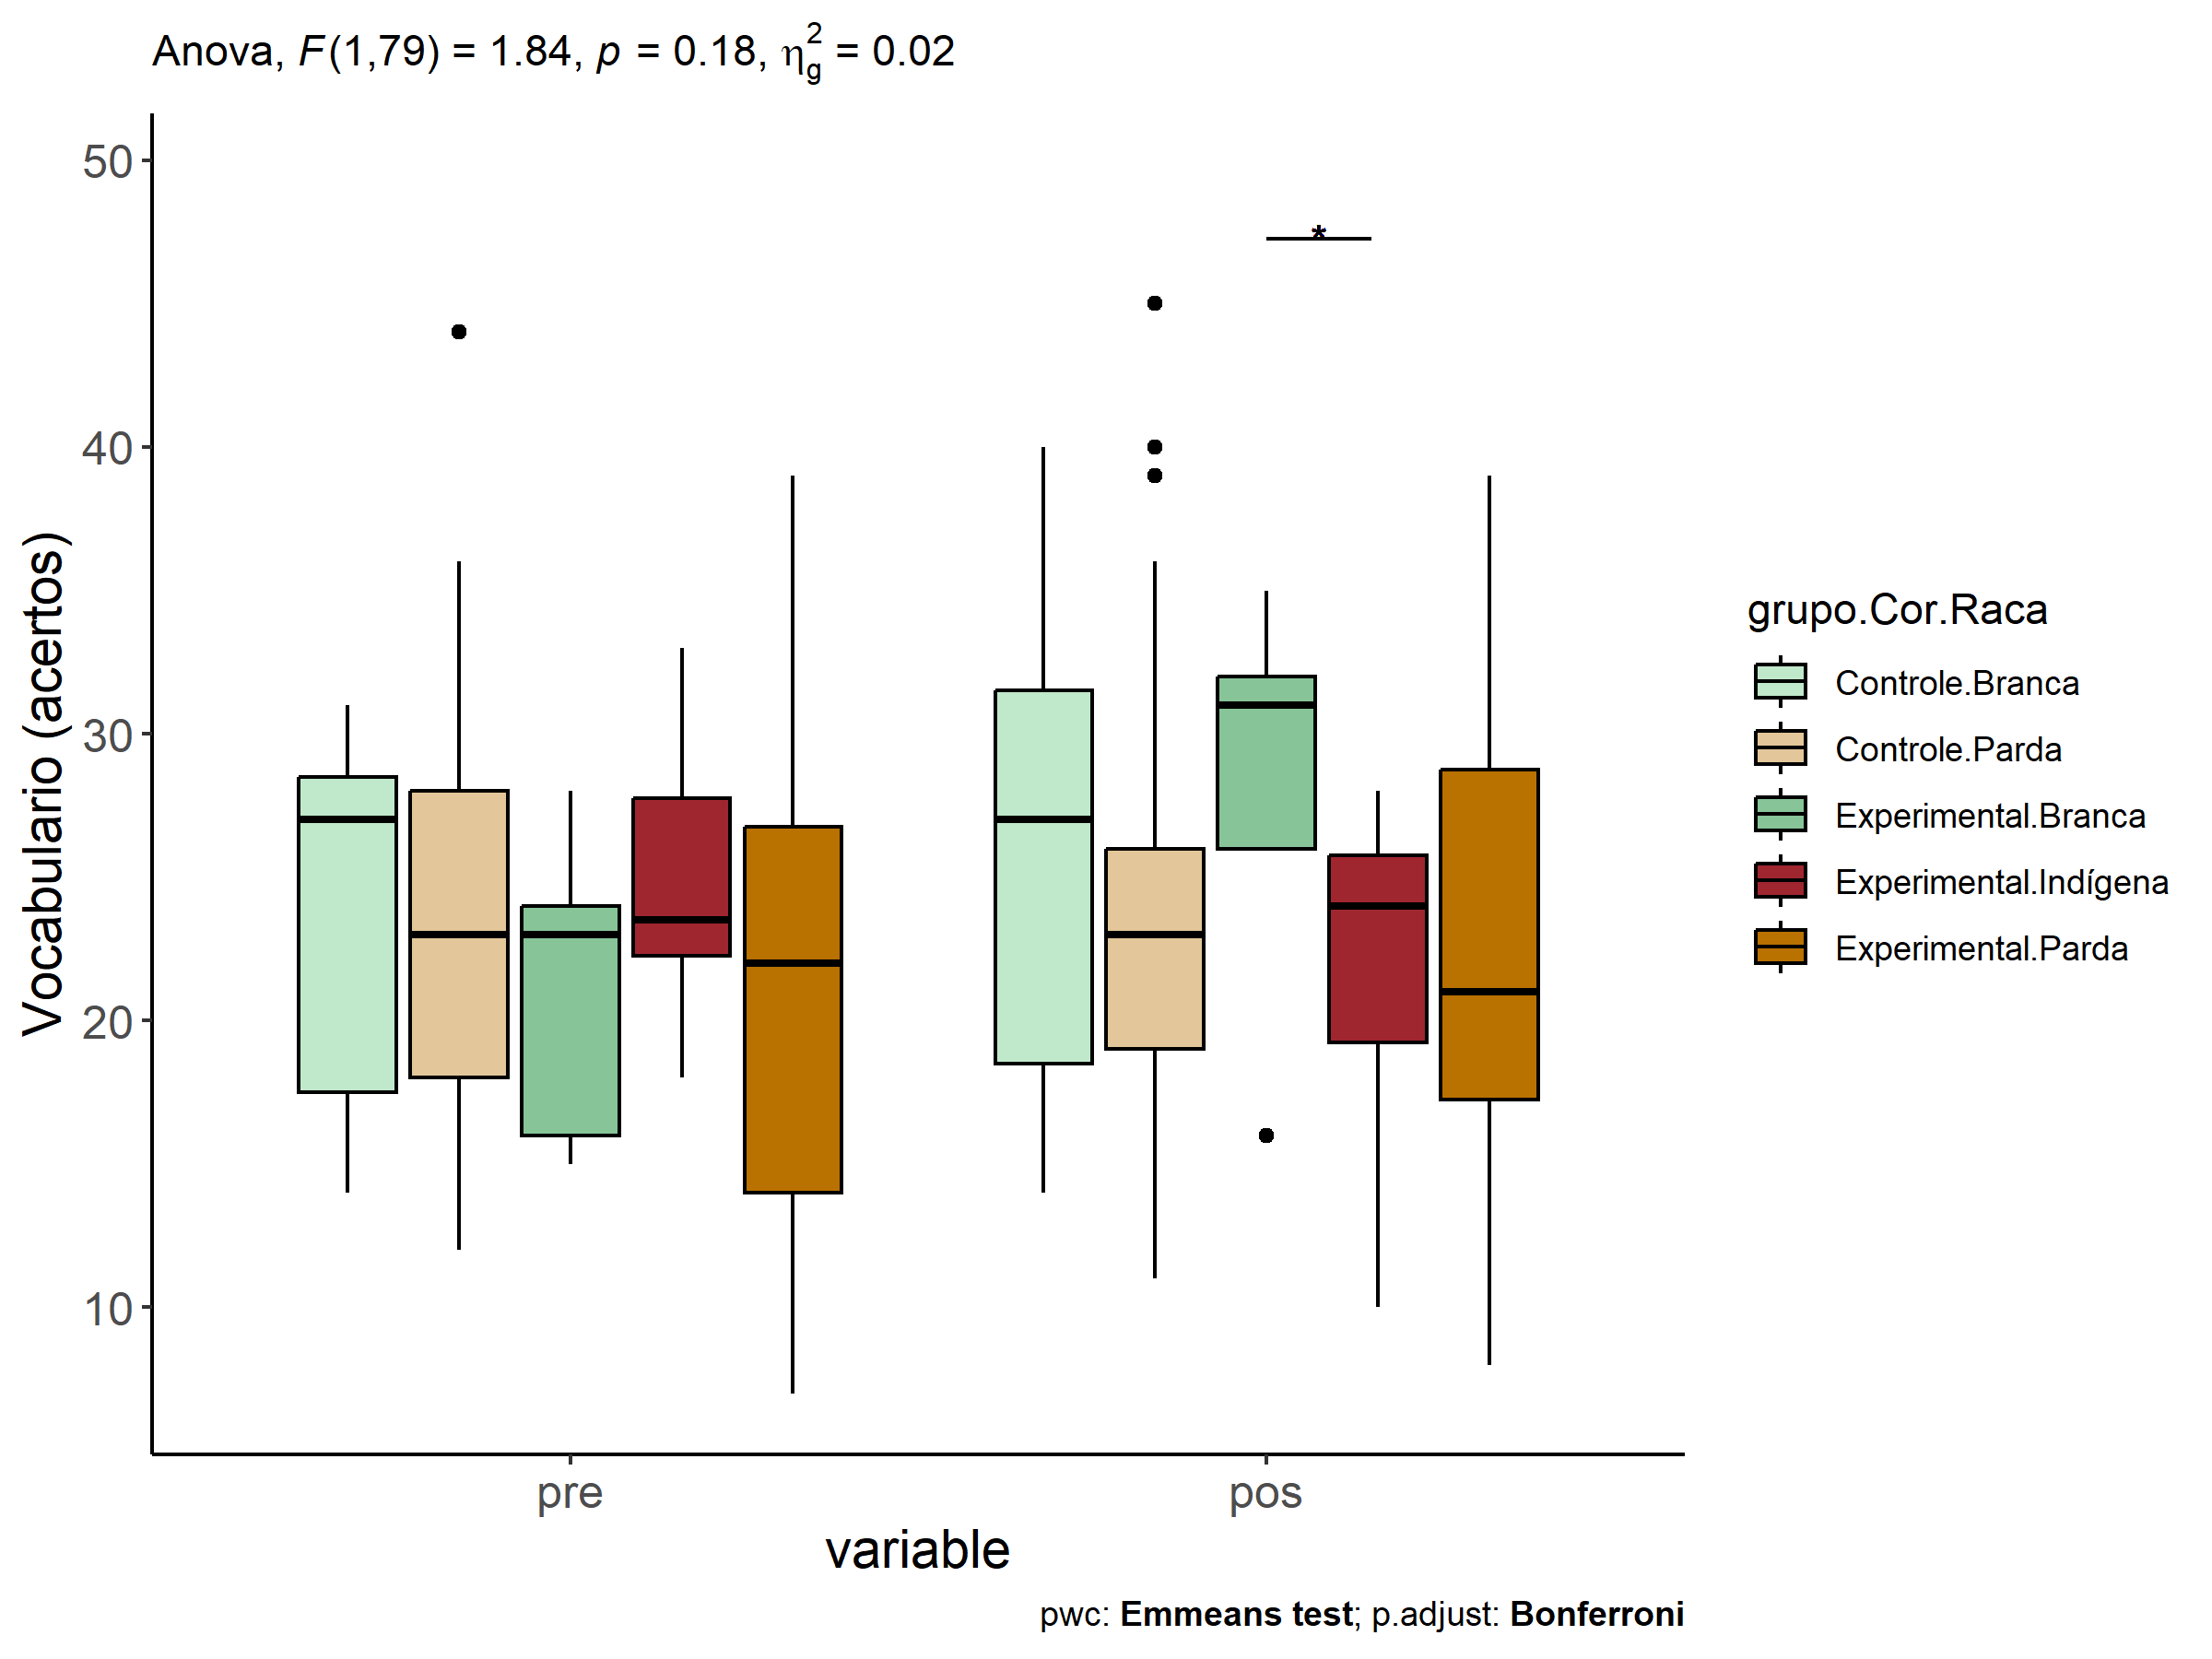 Anova, F(1,79) = 1.84, p = 0.18, η²g = 0.02
50
40
30
20
10
Vocabulario (acertos)
*
pre
pos
variable
grupo.Cor.Raca
Controle.Branca
Controle.Parda
Experimental.Branca
Experimental.Indígena
Experimental.Parda
pwc: Emmeans test; p.adjust: Bonferroni